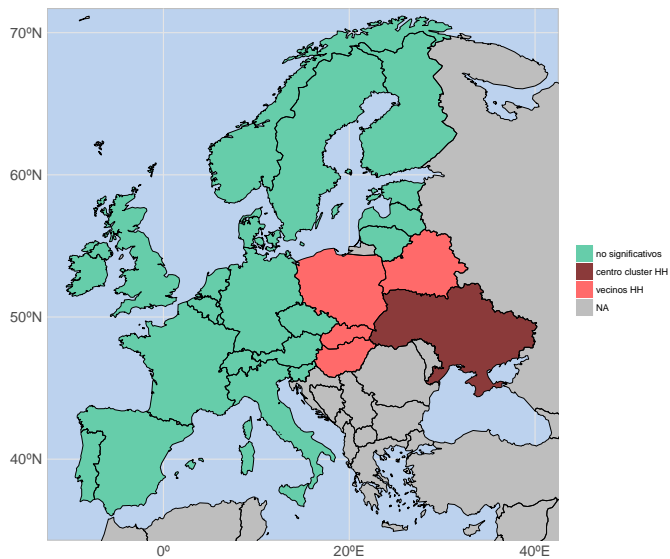 70ºN
60ºN
50ºN
40ºN
0º
20ºE
40ºE
no significativos
centro cluster HH
vecinos HH
NA